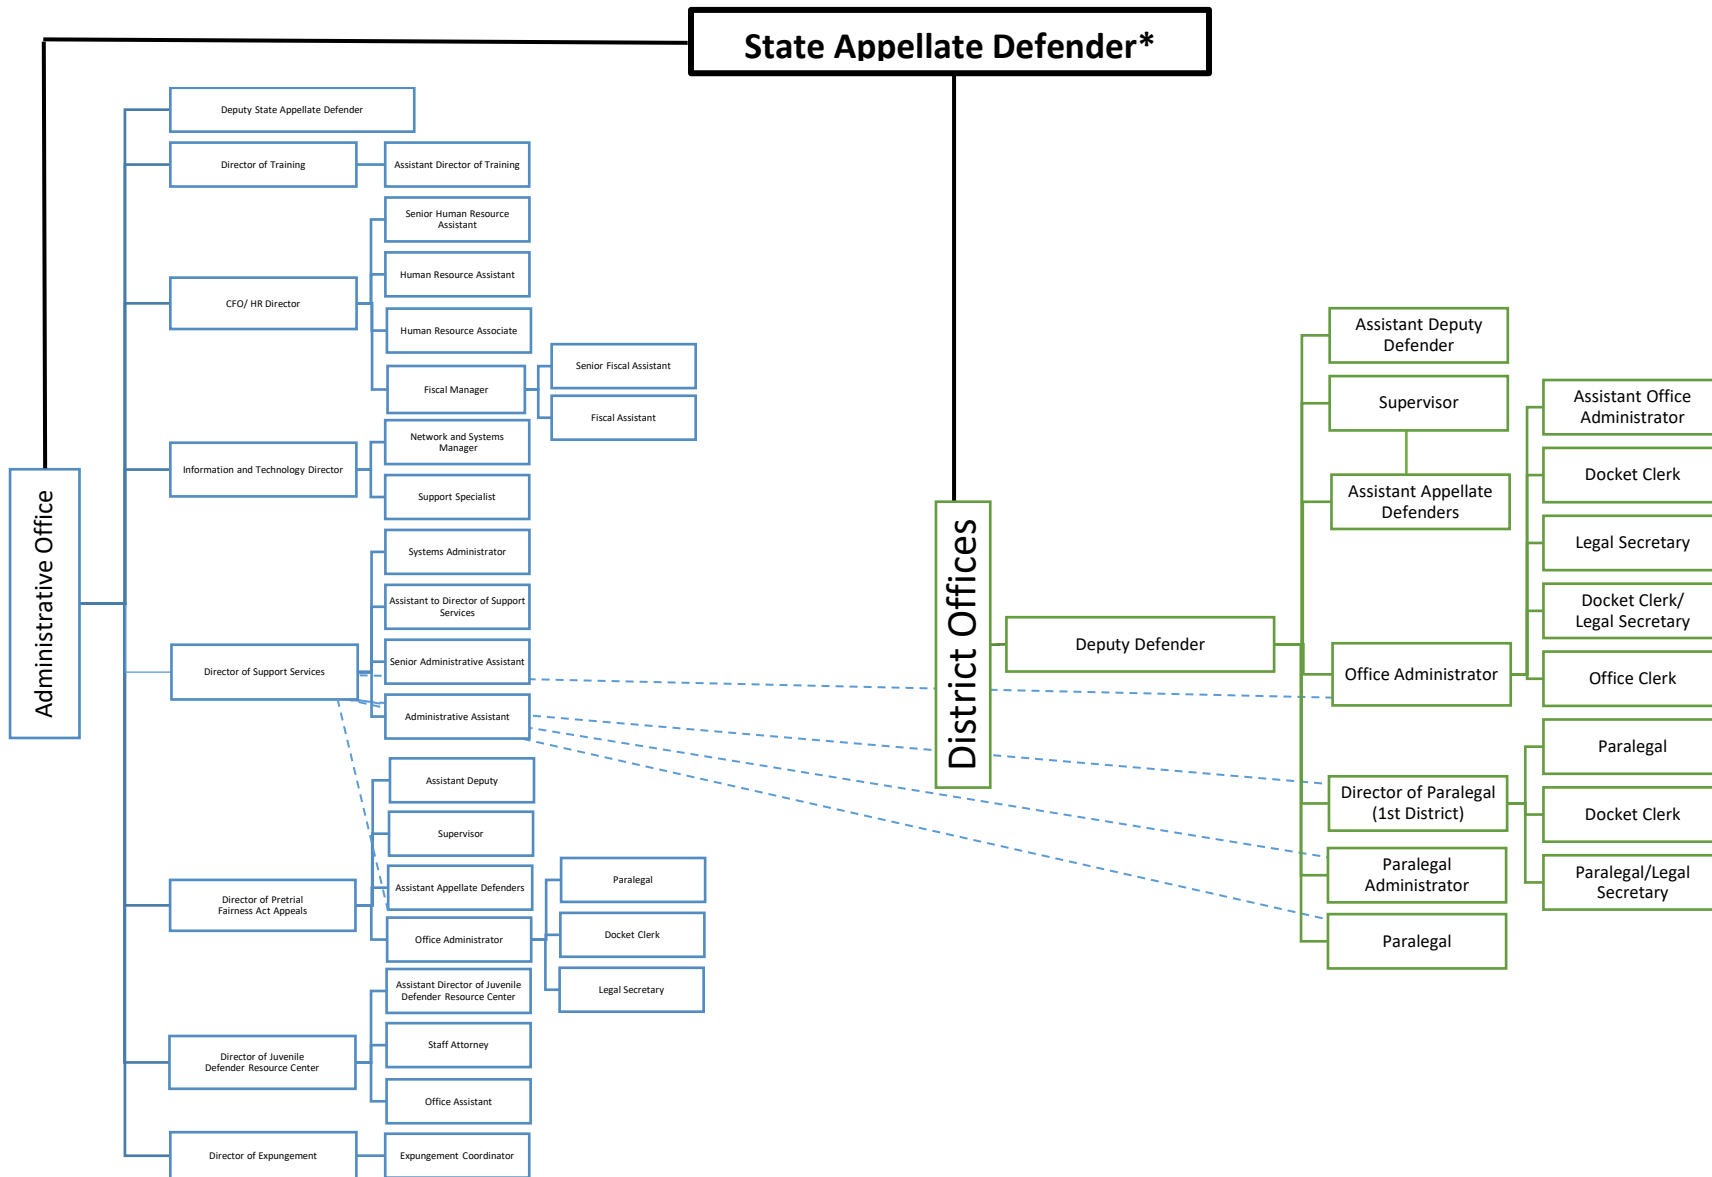 State Appellate Defender*
Administrative Office
Deputy State Appellate Defender
Director of Training
Assistant Director of Training
CFO/ HR Director
Senior Human Resource
Assistant
Human Resource Assistant
Human Resource Associate
Fiscal Manager
Senior Fiscal Assistant
Fiscal Assistant
Information and Technology Director
Network and Systems
Manager
Support Specialist
Director of Support Services
Systems Administrator
Assistant to Director of Support
Services
Senior Administrative Assistant
Administrative Assistant
Director of Pretrial
Fairness Act Appeals
Assistant Deputy
Supervisor
Assistant Appellate Defenders
Office Administrator
Paralegal
Docket Clerk
Legal Secretary
Director of Juvenile
Defender Resource Center
Assistant Director of Juvenile
Defender Resource Center
Staff Attorney
Office Assistant
Director of Expungement
Expungement Coordinator
District Offices
Deputy Defender
Assistant Deputy
Defender
Supervisor
Assistant Appellate
Defenders
Office Administrator
Assistant Office
Administrator
Docket Clerk
Legal Secretary
Docket Clerk/
Legal Secretary
Office Clerk
Director of Paralegal
(1st District)
Paralegal
Docket Clerk
Paralegal/Legal
Secretary
Paralegal
Administrator
Paralegal